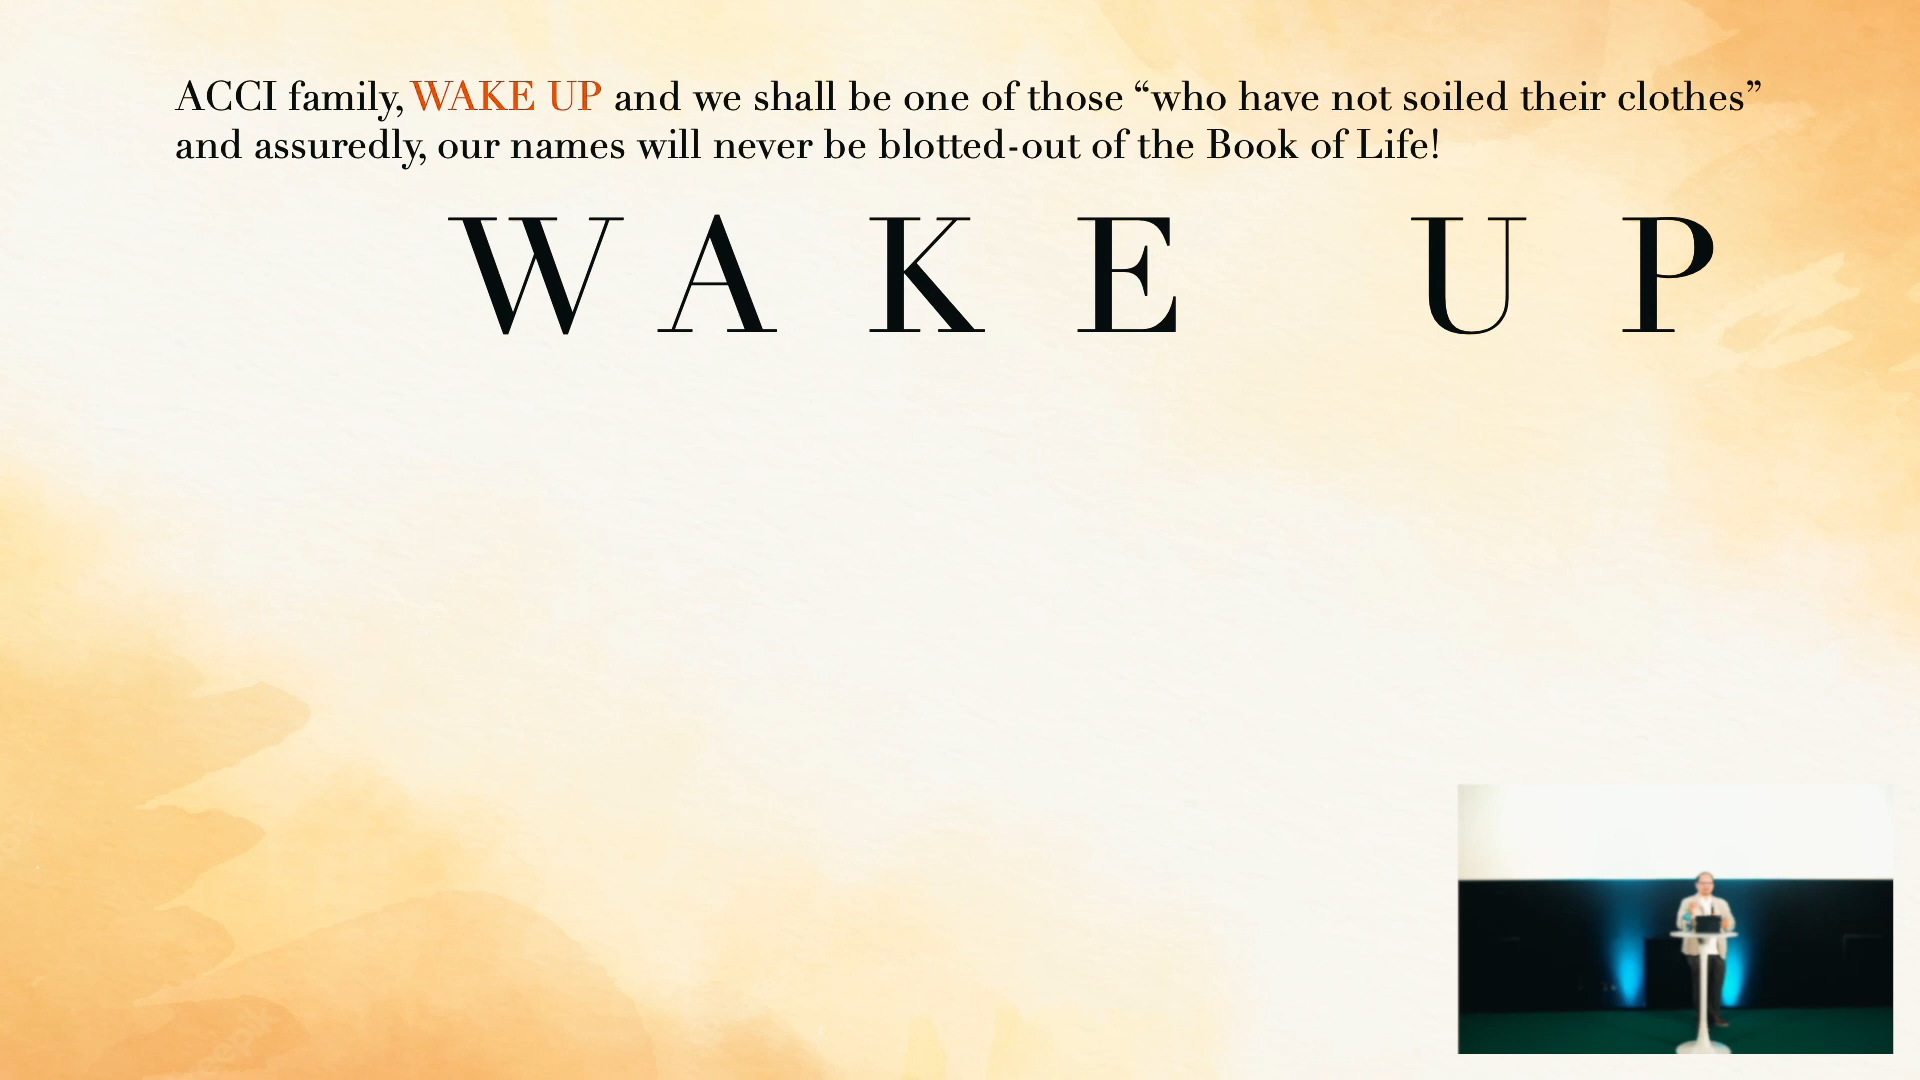 ACCI family, WAKE UP and we shall be one of those “who have not soiled their clothes”
and assuredly, our names will never be blotted-out of the Book of Life!
W A K E U P